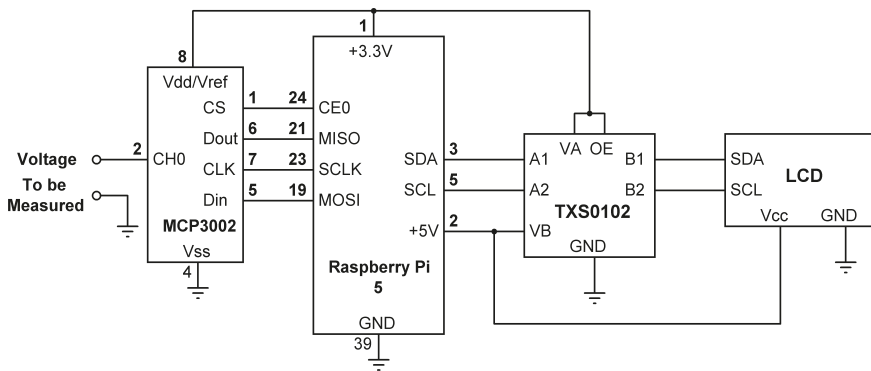 1
+3.3V
8
Vdd/Vref
CS 1 24 CE0
Dout 6 21 MISO
Voltage 2 CH0
CLK 7 23 SCLK
To be
Measured
Din 5 19 MOSI
MCP3002
Vss
4
SDA 3 A1
SCL 5 A2
+5V 2 VB
Raspberry Pi
5
GND
39
VA OE
B1 SDA
B2 SCL
TXS0102
GND
LCD
Vcc GND